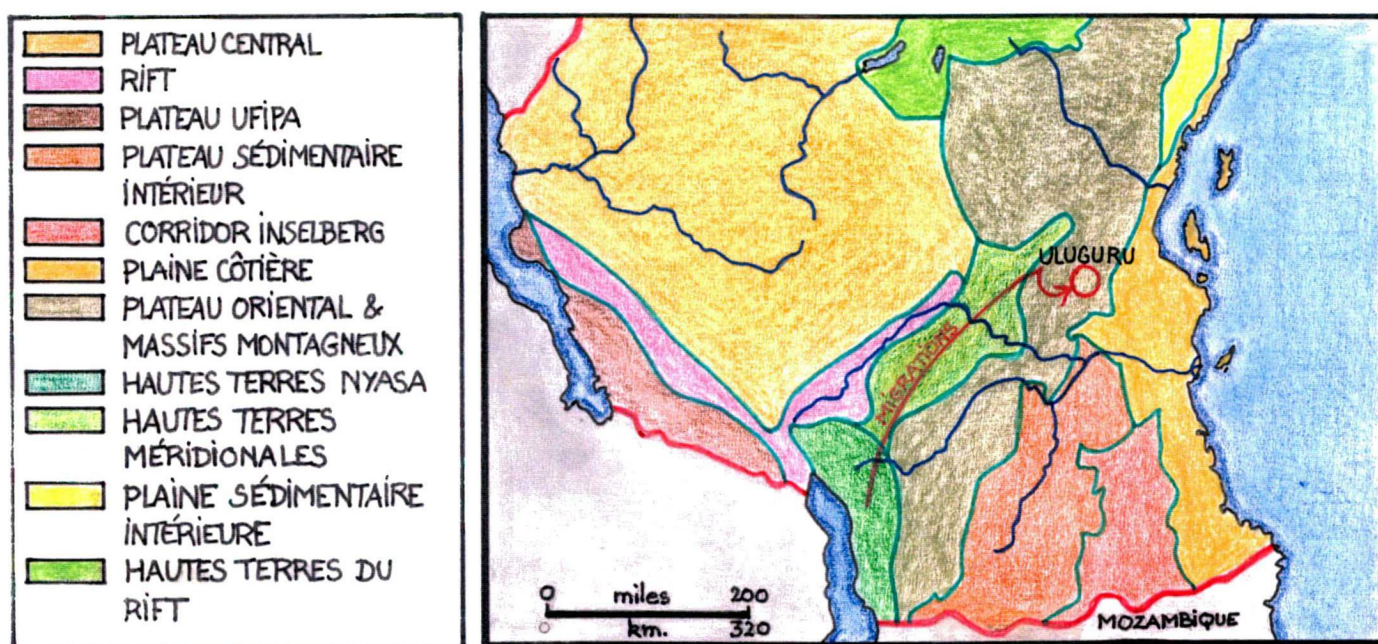 PLATEAU CENTRAL
RIFT
PLATEAU UFIPA
PLATEAU SÉDIMENTAIRE
INTÉRIEUR
CORRIDOR INSELBERG
PLAINE CÔTIÈRE
PLATEAU ORIENTAL &
MASSIFS MONTAGNEUX
HAUTES TERRES NYASA
HAUTES TERRES
MÉRIDIONALES
PLAINE SÉDIMENTAIRE
INTÉRIEURE
HAUTES TERRES DU
RIFT
ULUGURU
MIGRATIONS
0 miles 200
0 km. 320
MOZAMBIQUE